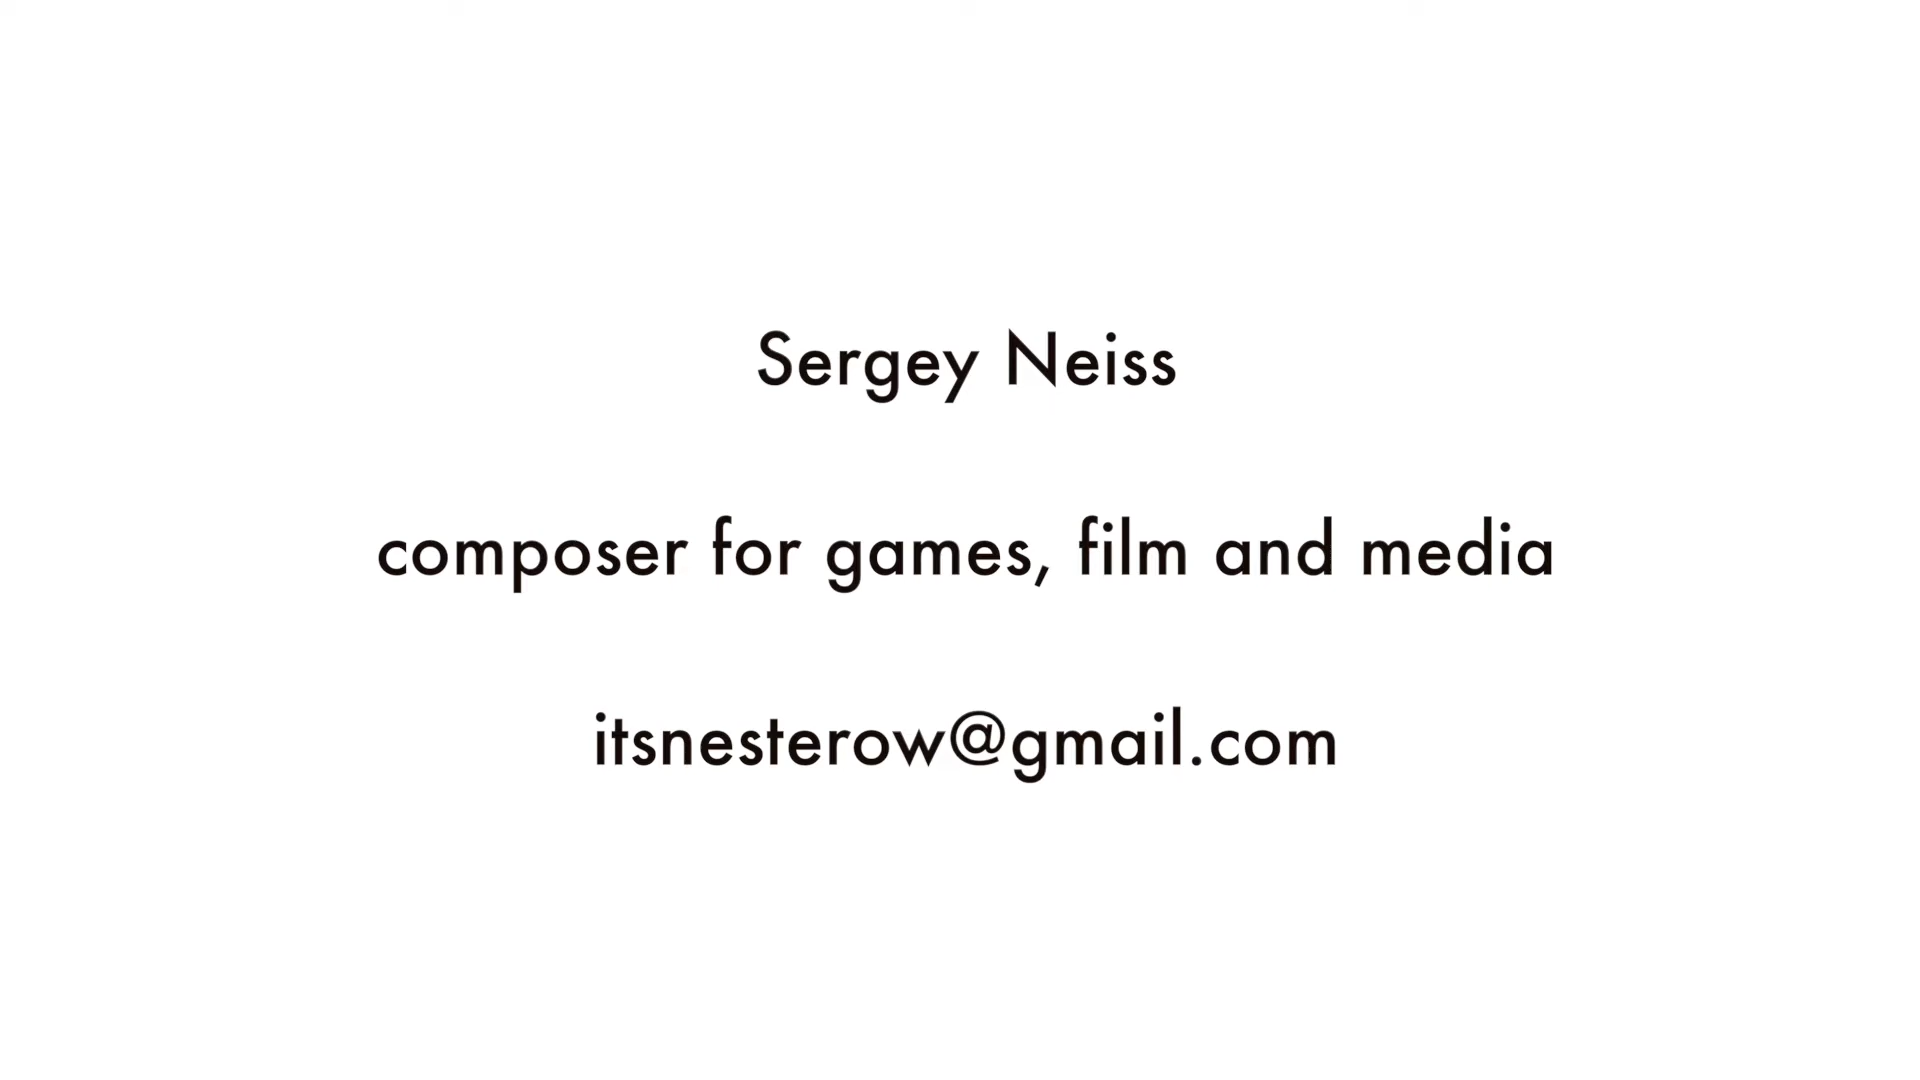 Sergey Neiss
composer for games, film and media
itsnesterow@gmail.com